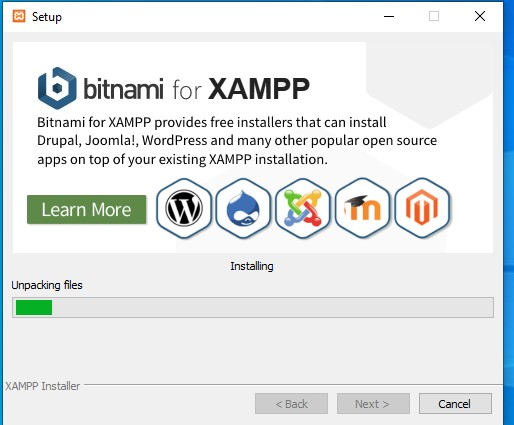 Setup
bitnami for XAMPP
Bitnami for XAMPP provides free installers that can install
Drupal, Joomla!, WordPress and many other popular open source
apps on top of your existing XAMPP installation.
Learn More
Installing
Unpacking files
XAMPP Installer
< Back
Next >
Cancel